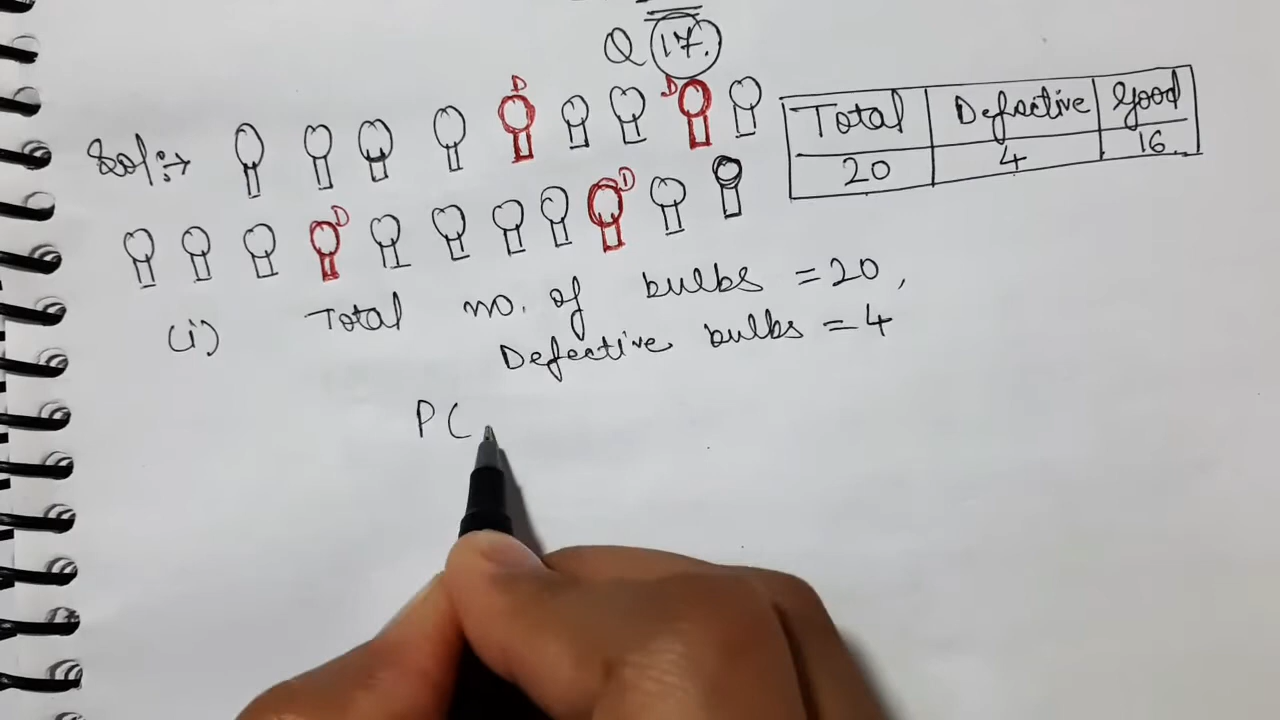 Q 17.
D D
Total Defective Good
Sol:→
20 4 16.
D D
(i) Total no. of bulbs = 20,
Defective bulbs = 4
P(